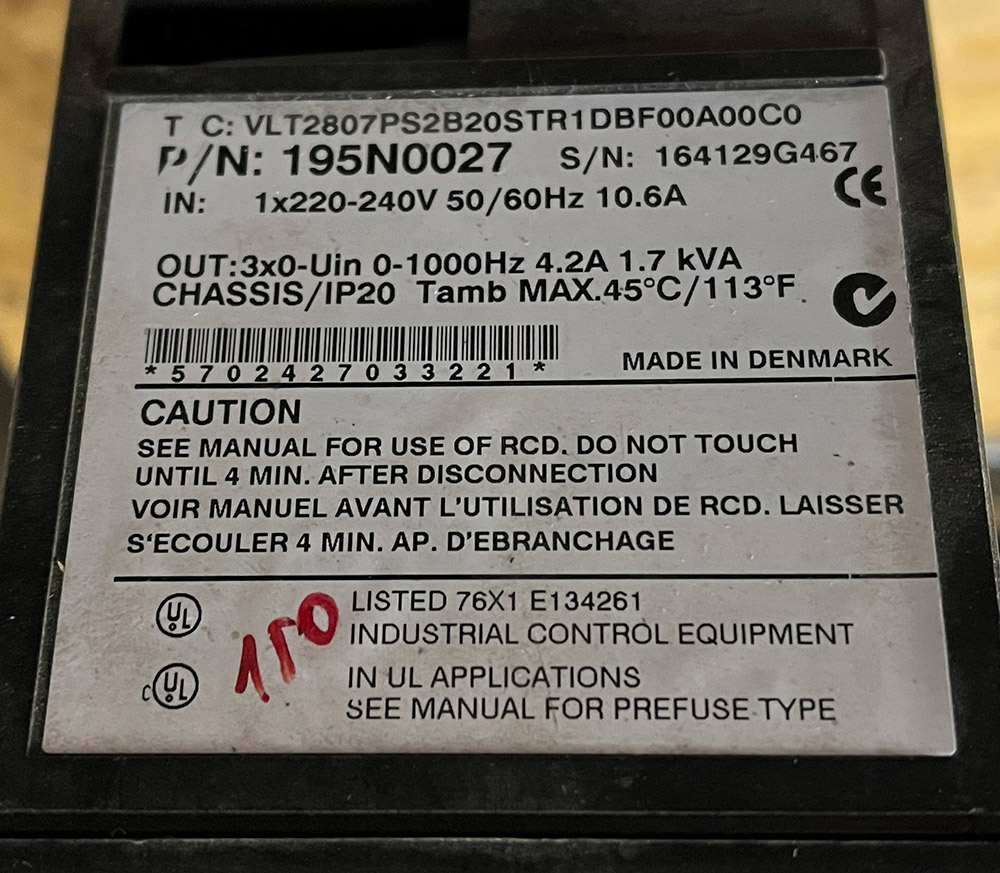 T C: VLT2807PS2B20STR1DBF00A00C0
P/N: 195N0027 S/N: 164129G467
CE
IN: 1x220-240V 50/60Hz 10.6A
OUT:3x0-Uin 0-1000Hz 4.2A 1.7 kVA
CHASSIS/IP20 Tamb MAX.45°C/113°F
*5702427033221*
MADE IN DENMARK
CAUTION
SEE MANUAL FOR USE OF RCD. DO NOT TOUCH
UNTIL 4 MIN. AFTER DISCONNECTION
VOIR MANUEL AVANT L'UTILISATION DE RCD. LAISSER
S'ECOULER 4 MIN. AP. D'EBRANCHAGE
UL
LISTED 76X1 E134261
INDUSTRIAL CONTROL EQUIPMENT
c UL
IN UL APPLICATIONS
SEE MANUAL FOR PREFUSE TYPE